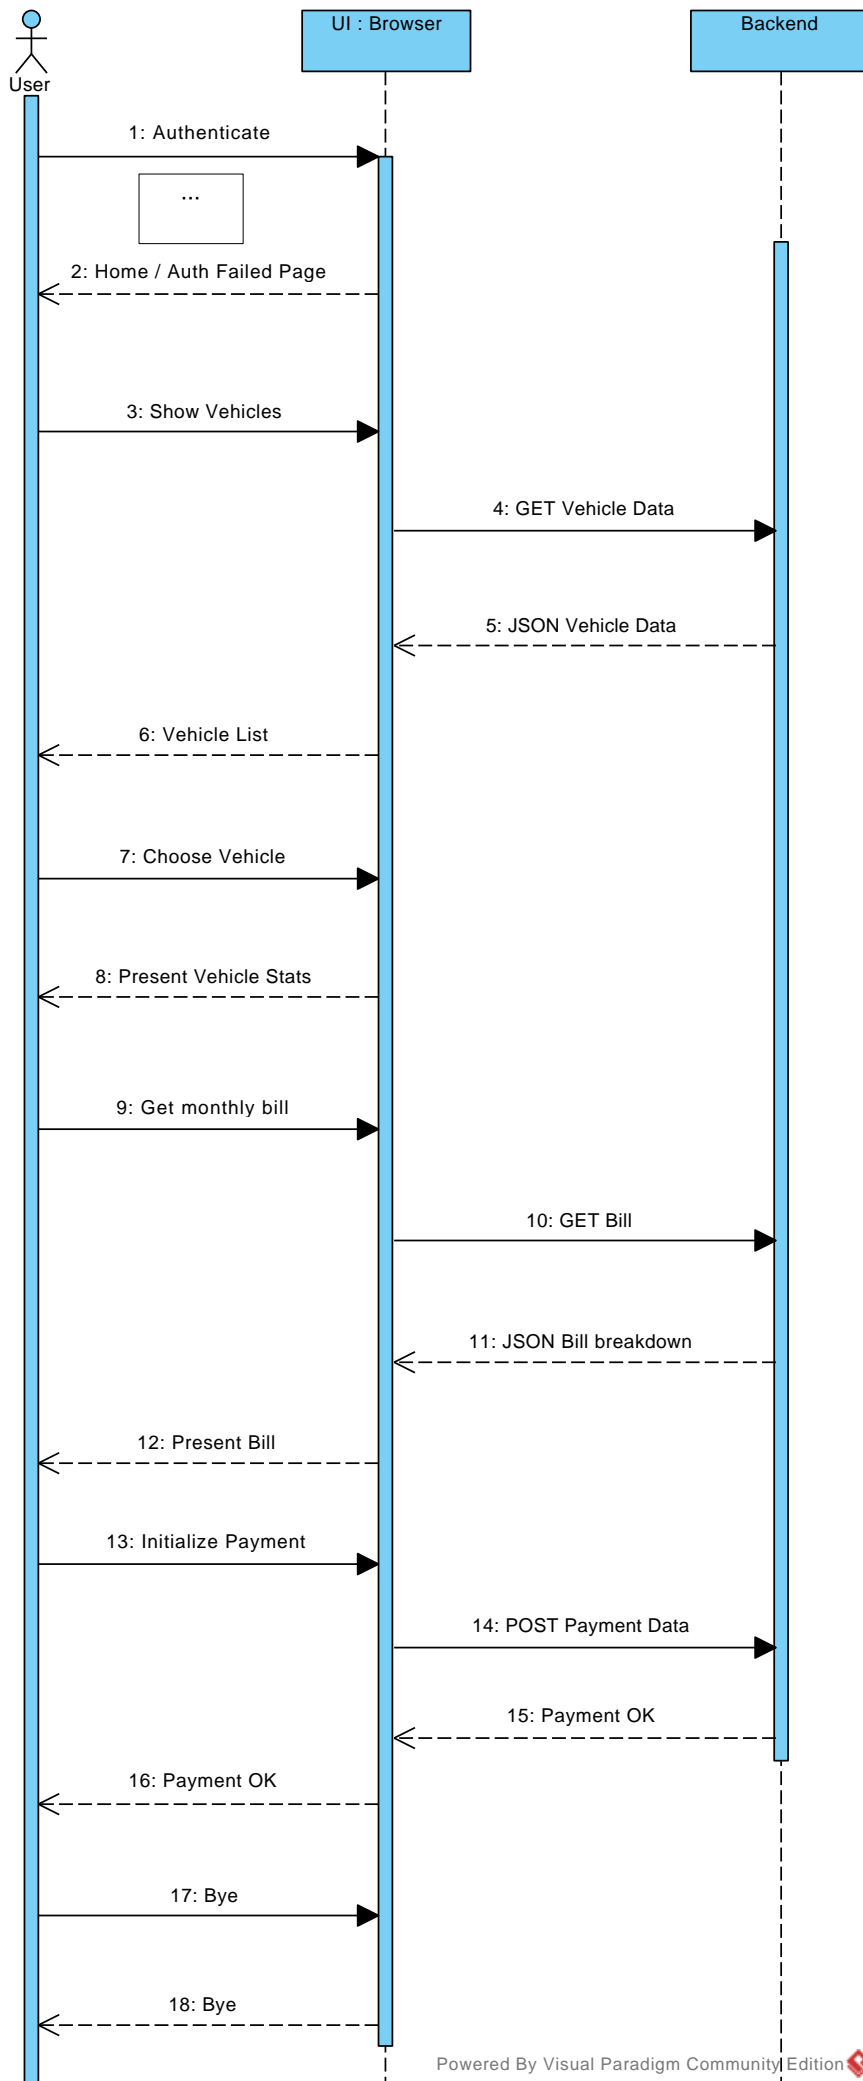 UI : Browser
Backend
User
1: Authenticate
...
2: Home / Auth Failed Page
3: Show Vehicles
4: GET Vehicle Data
5: JSON Vehicle Data
6: Vehicle List
7: Choose Vehicle
8: Present Vehicle Stats
9: Get monthly bill
10: GET Bill
11: JSON Bill breakdown
12: Present Bill
13: Initialize Payment
14: POST Payment Data
15: Payment OK
16: Payment OK
17: Bye
18: Bye
Powered By Visual Paradigm Community Edition